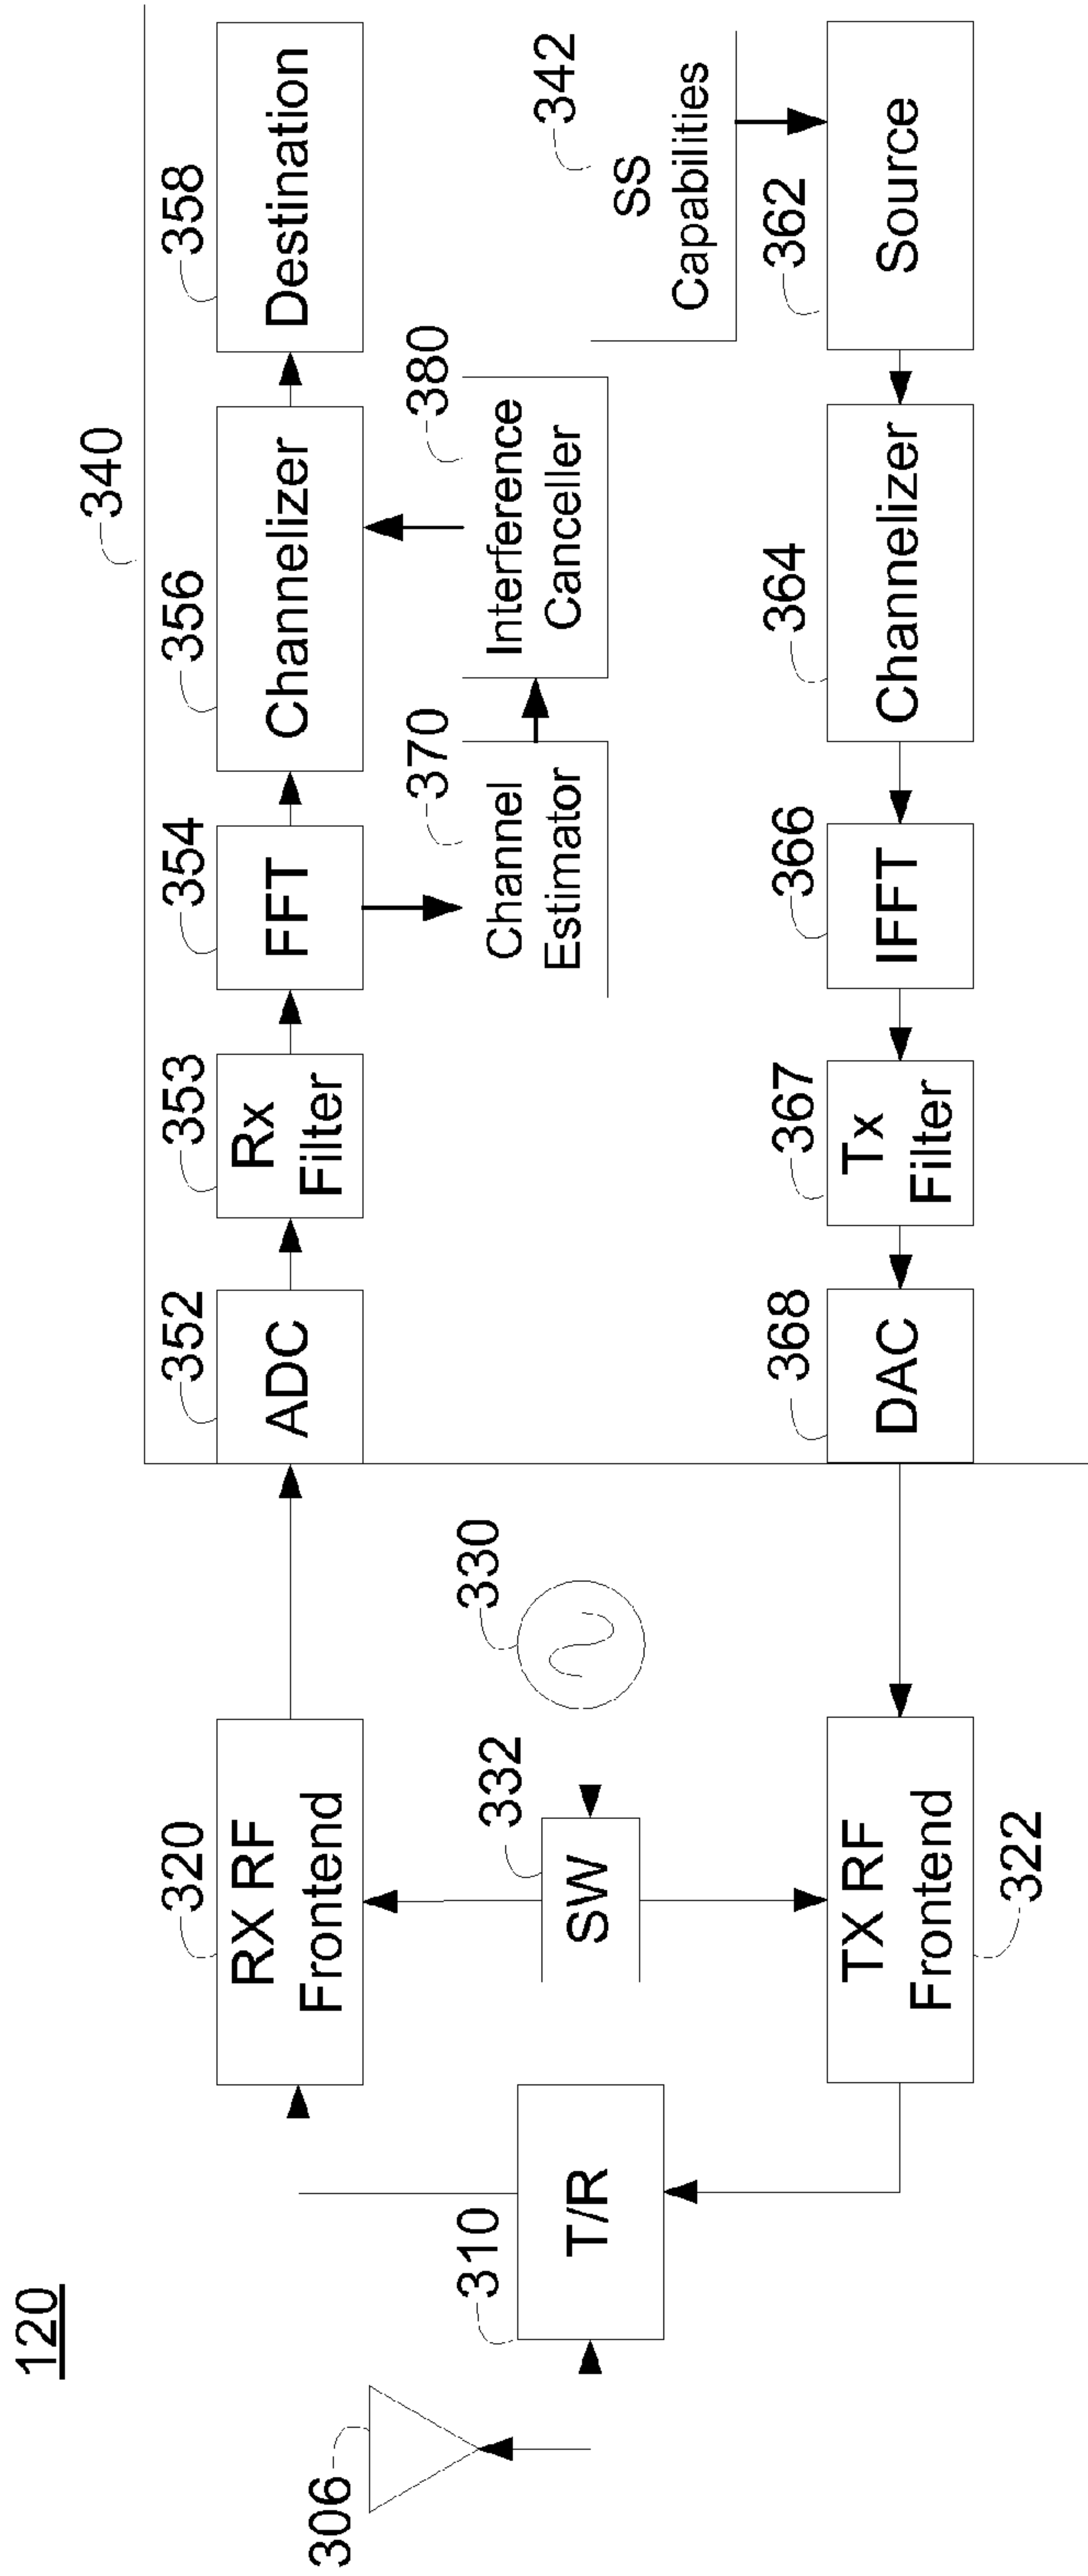 120
340
352
353
354
356
358
ADC
Rx
Filter
FFT
Channelizer
Destination
320
RX RF
Frontend
370
380
Channel
Estimator
Interference
Canceller
342
SS
Capabilities
306
310
T/R
332
SW
330
368
367
366
364
362
DAC
Tx
Filter
IFFT
Channelizer
Source
TX RF
Frontend
322